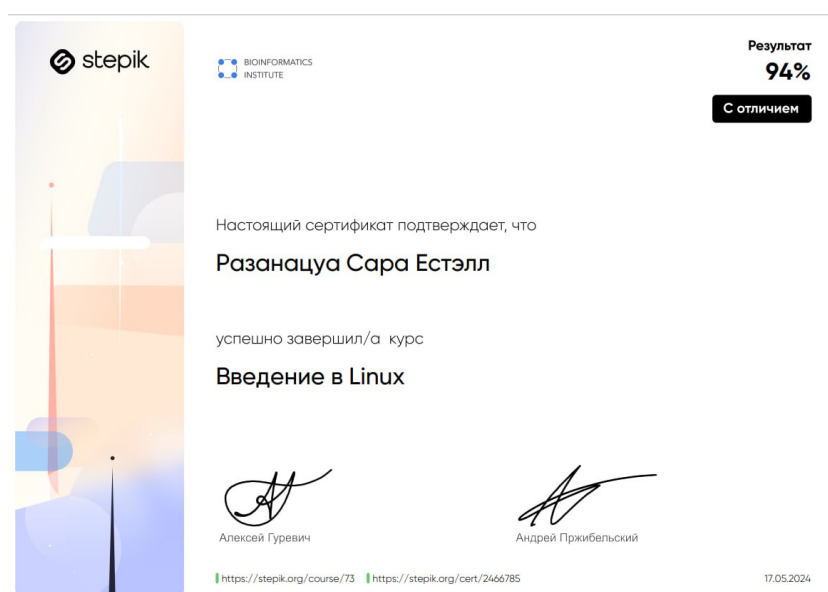 stepik
BIOINFORMATICS
INSTITUTE
Результат
94%
С отличием
Настоящий сертификат подтверждает, что
Разанацуа Сара Естэлл
успешно завершил/а курс
Введение в Linux
Алексей Гуревич
Андрей Пржибельский
https://stepik.org/course/73
https://stepik.org/cert/2466785
17.05.2024